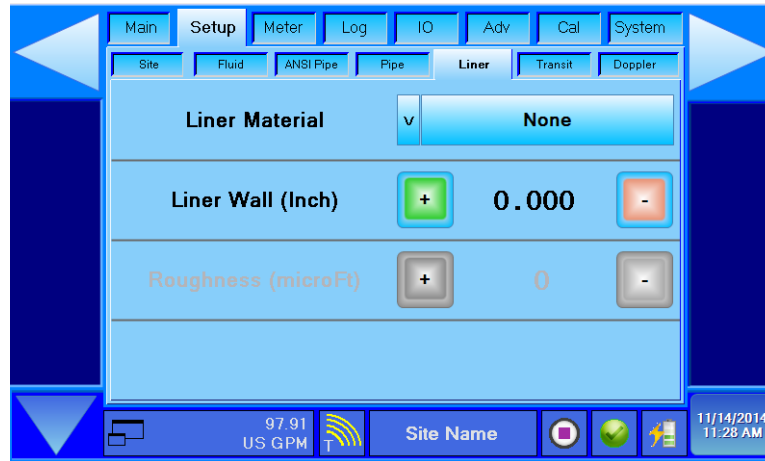 Main Setup Meter Log IO Adv Cal System
Site Fluid ANSI Pipe Pipe Liner Transit Doppler
Liner Material v None
Liner Wall (Inch) + 0.000 -
Roughness (microFt) + 0 -
97.91
US GPM
T
Site Name
11/14/2014
11:28 AM